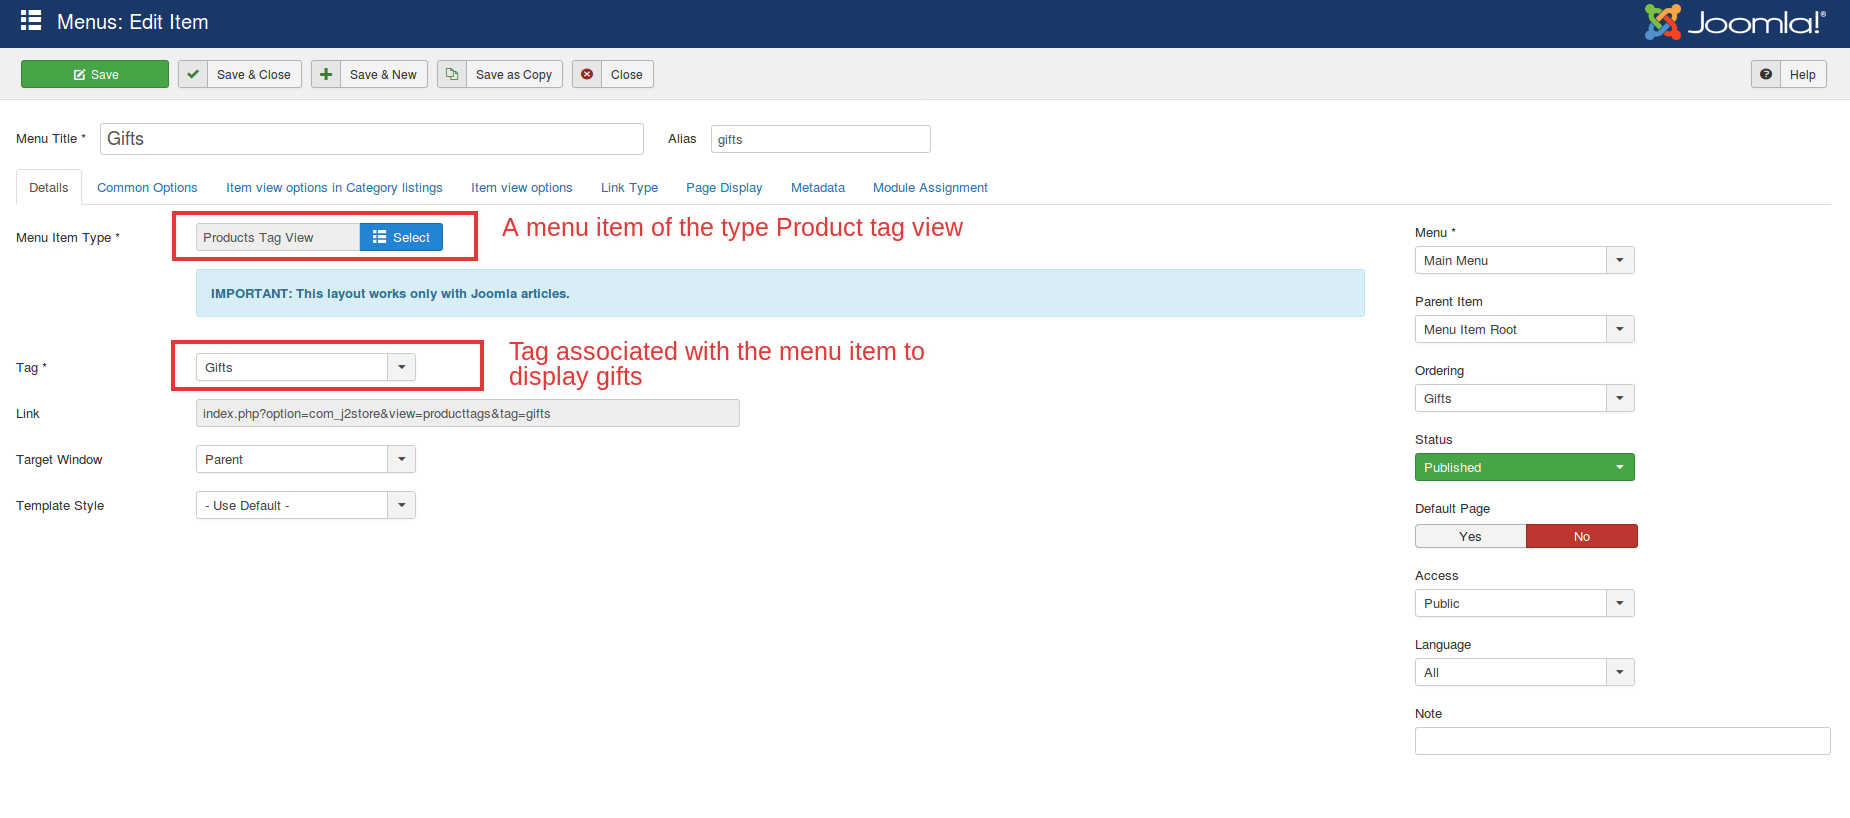 Menus: Edit Item
Joomla!®
Save
Save & Close
Save & New
Save as Copy
Close
Help
Menu Title *
Gifts
Alias
gifts
Details
Common Options
Item view options in Category listings
Item view options
Link Type
Page Display
Metadata
Module Assignment
Menu Item Type *
Products Tag View
Select
A menu item of the type Product tag view
IMPORTANT: This layout works only with Joomla articles.
Tag *
Gifts
Tag associated with the menu item to
display gifts
Link
index.php?option=com_j2store&view=producttags&tag=gifts
Target Window
Parent
Template Style
- Use Default -
Menu *
Main Menu
Parent Item
Menu Item Root
Ordering
Gifts
Status
Published
Default Page
Yes
No
Access
Public
Language
All
Note